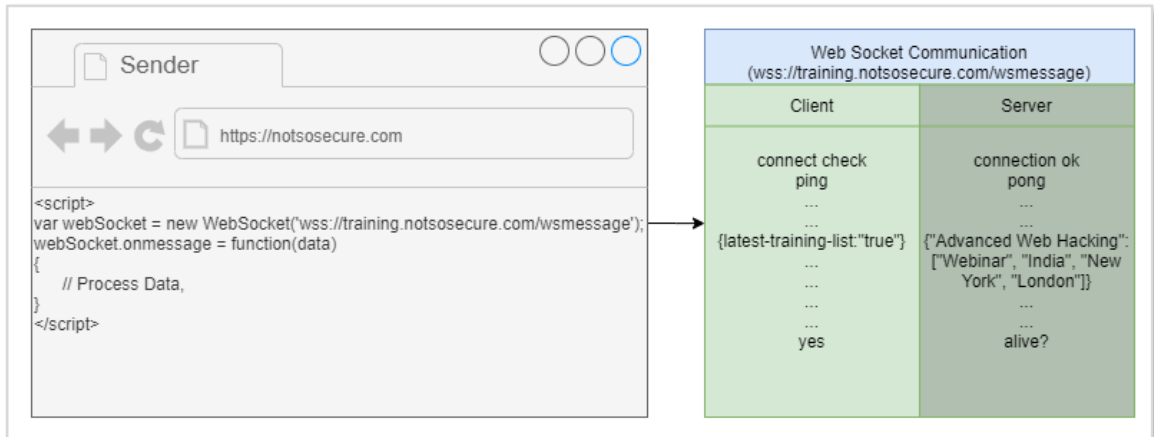 Sender
https://notsosecure.com
<script>
var webSocket = new WebSocket('wss://training.notsosecure.com/wsmessage');
webSocket.onmessage = function(data)
{
// Process Data,
}
</script>
Web Socket Communication
(wss://training.notsosecure.com/wsmessage)
Client
connect check
ping
...
...
{latest-training-list:"true"}
...
...
...
...
yes
Server
connection ok
pong
...
...
{"Advanced Web Hacking":
["Webinar", "India", "New
York", "London"]}
...
...
alive?